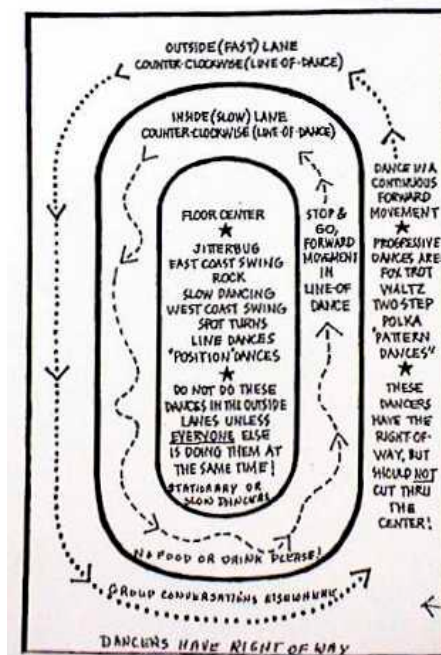 OUTSIDE (FAST) LANE
COUNTER-CLOCKWISE (LINE-OF-DANCE)
INSIDE (SLOW) LANE
COUNTER-CLOCKWISE (LINE-OF-DANCE)
FLOOR CENTER
JITTERBUG
EAST COAST SWING
ROCK
SLOW DANCING
WEST COAST SWING
SPOT TURNS
LINE DANCES
"POSITION" DANCES
DO NOT DO THESE
DANCES IN THE OUTSIDE
LANES UNLESS
EVERYONE ELSE
IS DOING THEM AT
THE SAME TIME!
STATIONARY OR
SLOW DANCERS
STOP &
GO,
FORWARD
MOVEMENT
IN
LINE-OF
DANCE
DANCE IN A
CONTINUOUS
FORWARD
MOVEMENT
PROGRESSIVE
DANCES ARE
FOX TROT
WALTZ
TWO STEP
POLKA
"PATTERN
DANCES"
THESE
DANCERS
HAVE THE
RIGHT-OF-
WAY, BUT
SHOULD NOT
CUT THRU
THE
CENTER!
NO FOOD OR DRINK PLEASE!
GROUP CONVERSATIONS ELSEWHERE
DANCERS HAVE RIGHT OF WAY